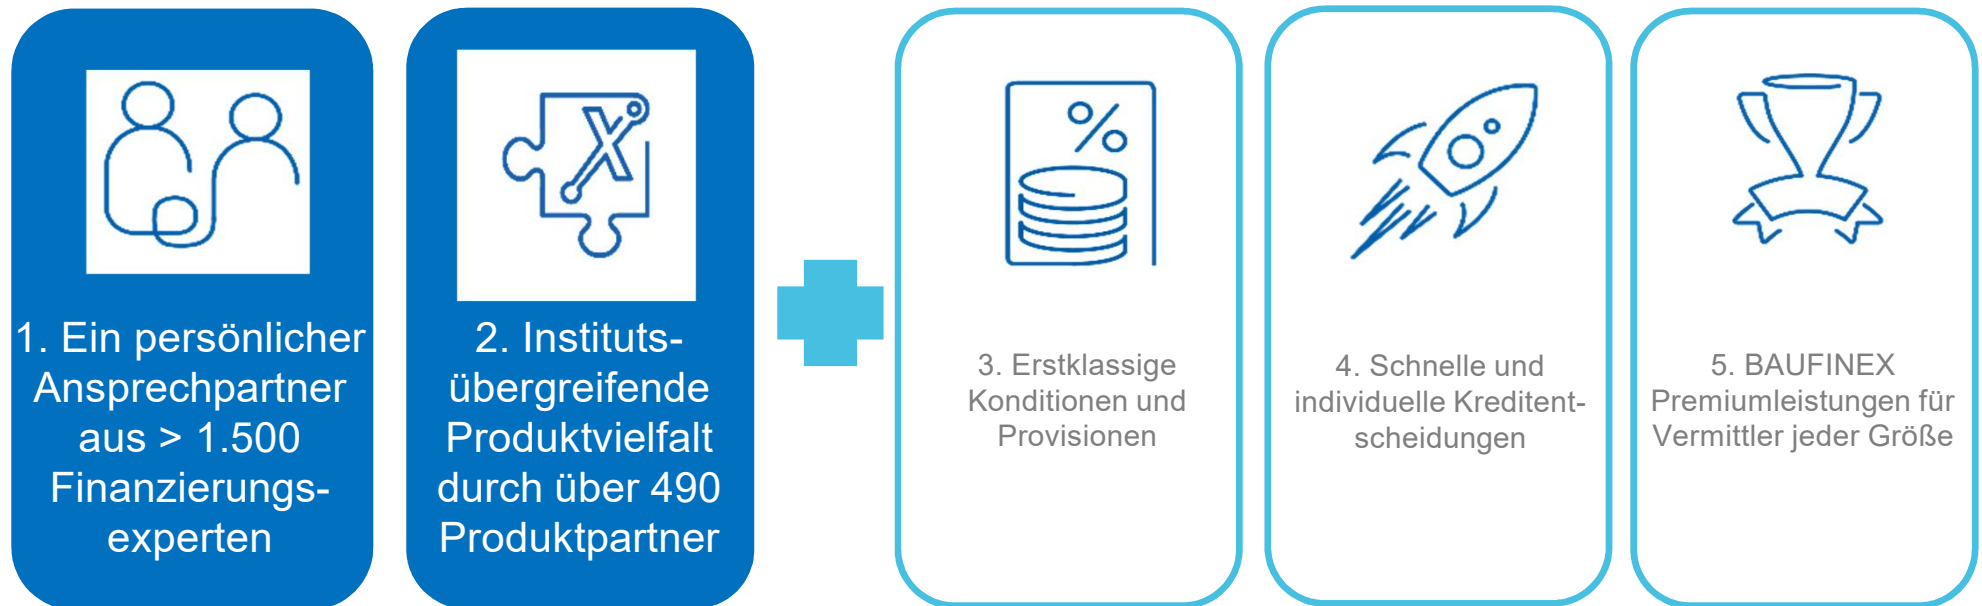 1. Ein persönlicher
Ansprechpartner
aus > 1.500
Finanzierungs-
experten
2. Instituts-
übergreifende
Produktvielfalt
durch über 490
Produktpartner
3. Erstklassige
Konditionen und
Provisionen
4. Schnelle und
individuelle Kreditent-
scheidungen
5. BAUFINEX
Premiumleistungen für
Vermittler jeder Größe